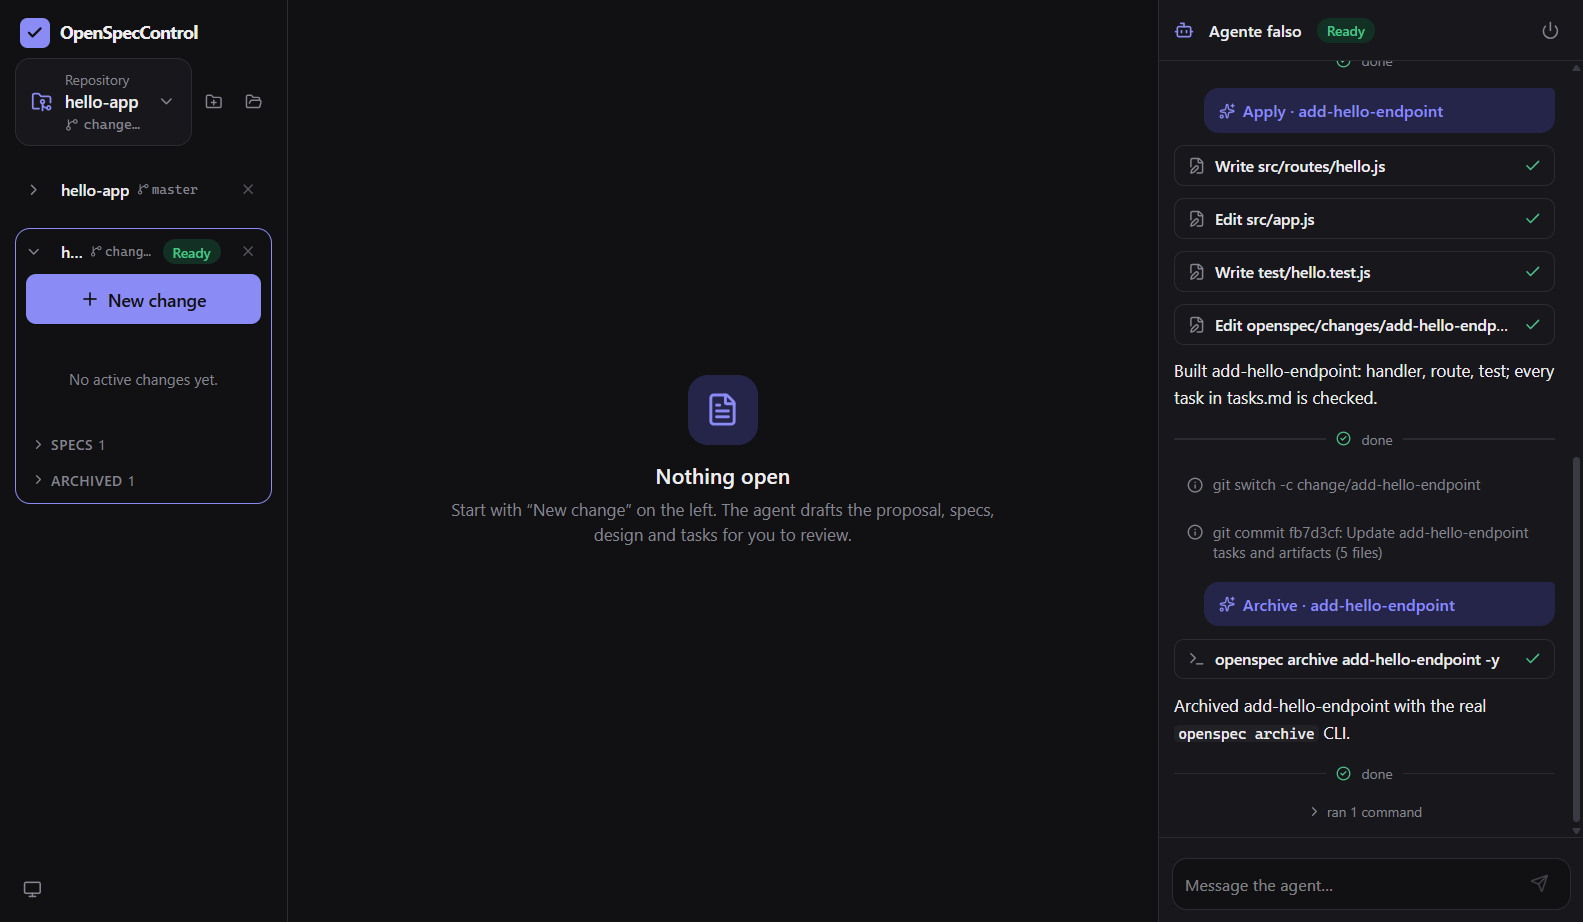 OpenSpecControl
Repository
hello-app
change...
hello-app master
h... chang... Ready
New change
No active changes yet.
SPECS 1
ARCHIVED 1
Nothing open
Start with “New change” on the left. The agent drafts the proposal, specs,
design and tasks for you to review.
Agente falso Ready
done
Apply · add-hello-endpoint
Write src/routes/hello.js
Edit src/app.js
Write test/hello.test.js
Edit openspec/changes/add-hello-endp...
Built add-hello-endpoint: handler, route, test; every
task in tasks.md is checked.
done
git switch -c change/add-hello-endpoint
git commit fb7d3cf: Update add-hello-endpoint
tasks and artifacts (5 files)
Archive · add-hello-endpoint
openspec archive add-hello-endpoint -y
Archived add-hello-endpoint with the real
openspec archive CLI.
done
ran 1 command
Message the agent...